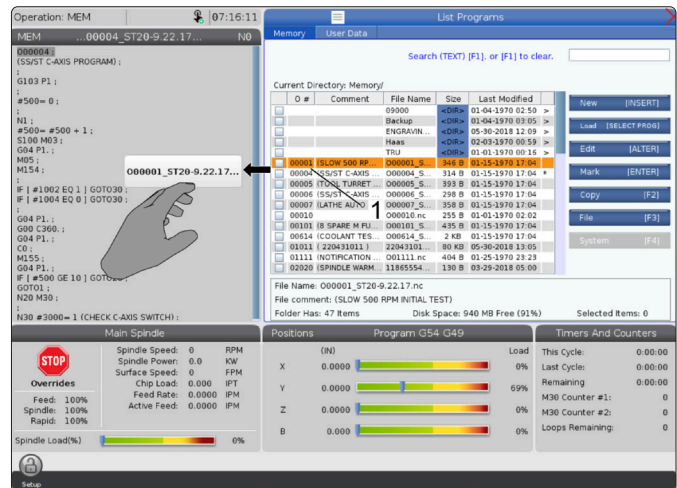 Operation: MEM
07:16:11
List Programs
MEM ...O00004_ST20-9.22.17... N0
O00004 ;
(SS/ST C-AXIS PROGRAM) ;
;
G103 P1 ;
;
#500= 0 ;
;
N1 ;
#500= #500 + 1 ;
S100 M03 ;
G04 P1. ;
M05 ;
M154 ;
;
IF [ #1002 EQ 1 ] GOTO30 ;
IF [ #1004 EQ 0 ] GOTO30 ;
;
G04 P1. ;
G00 C360. ;
G04 P1. ;
C0 ;
M155 ;
G04 P1. ;
IF [ #500 GE 10 ] GOTO20 ;
GOTO1 ;
N20 M30 ;
;
N30 #3000= 1 (CHECK C-AXIS SWITCH) ;
O00001_ST20-9.22.17...
1
Memory User Data
Search (TEXT) [F1], or [F1] to clear.
Current Directory: Memory/
O # Comment File Name Size Last Modified
09000 <DIR> 01-04-1970 02:50 >
Backup <DIR> 01-04-1970 03:05 >
ENGRAVIN... <DIR> 05-30-2018 12:09 >
Haas <DIR> 02-03-1970 00:59 >
TRU <DIR> 01-01-1970 00:16 >
00001 (SLOW 500 RP... O00001_S... 346 B 01-15-1970 17:04
00004 (SS/ST C-AXIS ... O00004_S... 314 B 01-15-1970 17:04 *
00005 (TOOL TURRET ... O00005_S... 393 B 01-15-1970 17:04
00006 (SS/ST C-AXIS ... O00006_S... 298 B 01-15-1970 17:04
00007 (LATHE AUTO O00007_S... 358 B 01-15-1970 17:04
00010 O00010.nc 255 B 01-01-1970 02:02
00101 (8 SPARE M FU... O00101_S... 435 B 01-15-1970 17:04
00614 (COOLANT TES... O00614_S... 2 KB 01-15-1970 17:04
01011 ( 220431011 ) 22043101... 80 KB 05-30-2018 13:05
01111 (NOTIFICATION ... O01111.nc 404 B 01-25-1970 23:23
02020 (SPINDLE WARM... 11865554... 130 B 03-29-2018 05:00
New [INSERT]
Load [SELECT PROG]
Edit [ALTER]
Mark [ENTER]
Copy [F2]
File [F3]
System [F4]
File Name: O00001_ST20-9.22.17...
File comment: (SLOW 500 RPM INITIAL TEST)
Folder Has: 47 Items Disk Space: 940 MB Free (91%) Selected Items: 0
Main Spindle
STOP
Overrides
Feed: 100%
Spindle: 100%
Rapid: 100%
Spindle Speed: 0 RPM
Spindle Power: 0.0 KW
Surface Speed: 0 FPM
Chip Load: 0.000 IPT
Feed Rate: 0.0000 IPM
Active Feed: 0.0000 IPM
Spindle Load(%) 0%
Positions Program G54 G49
(IN) Load
X 0.0000 0%
Y 0.0000 69%
Z 0.0000 0%
B 0.000 0%
Timers And Counters
This Cycle: 0:00:00
Last Cycle: 0:00:00
Remaining 0:00:00
M30 Counter #1: 0
M30 Counter #2: 0
Loops Remaining: 0
Setup